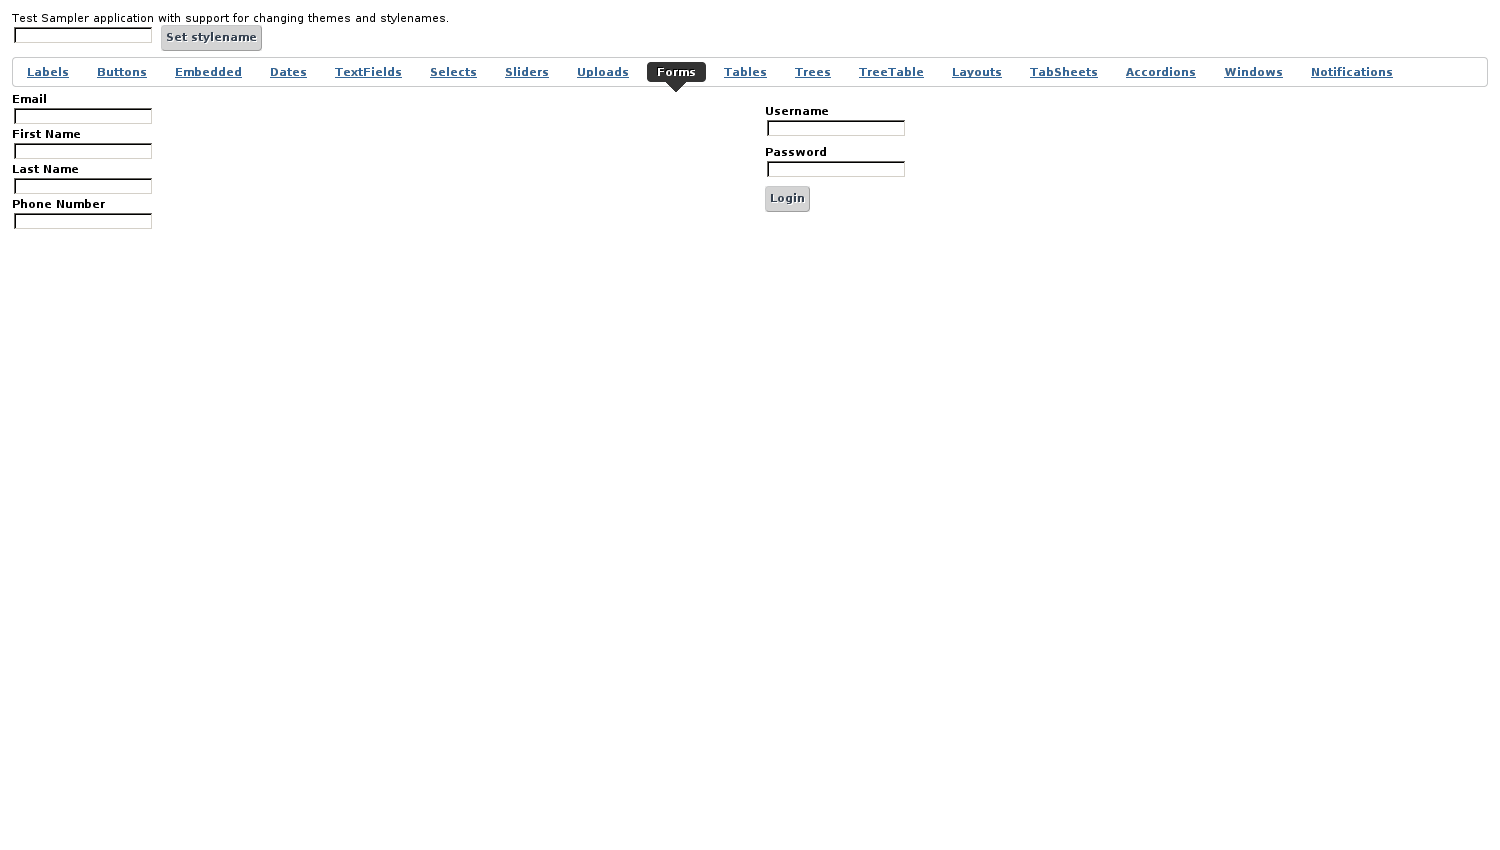 Test Sampler application with support for changing themes and stylenames.
Set stylename
Labels Buttons Embedded Dates TextFields Selects Sliders Uploads Forms Tables Trees TreeTable Layouts TabSheets Accordions Windows Notifications
Email
First Name
Last Name
Phone Number
Username
Password
Login